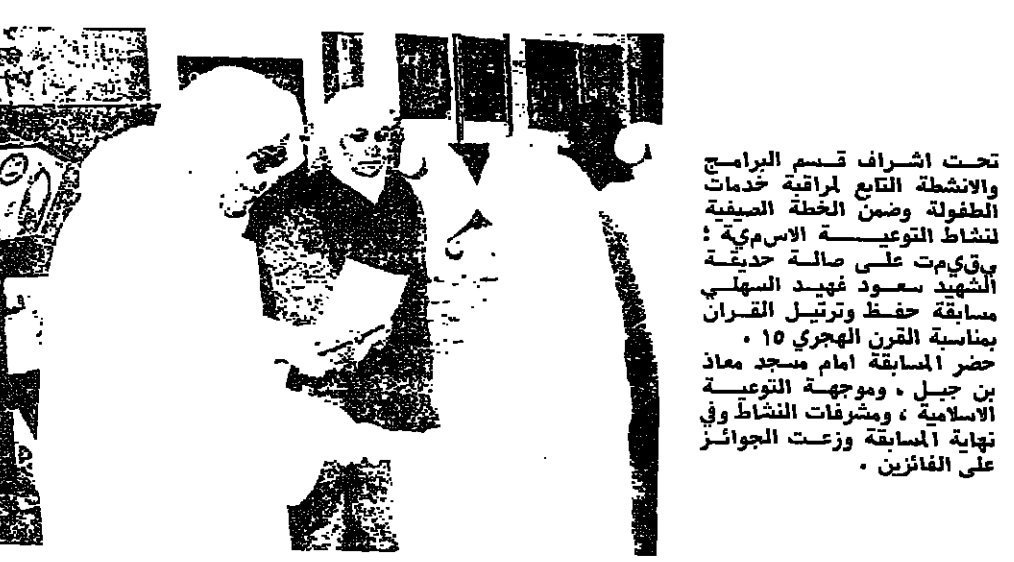 تحت اشراف قسم البرامج
والانشطة التابع لمراقبة خدمات
الطفولة وضمن الخطة الصيفية
لنشاط التوعية الاسمية ؛
على صالة حديقة
الشهيد سعود فهيد السهلي
مسابقة حفظ وترتيل القران
بمناسبة القرن الهجري ١٥ .
حضر المسابقة امام مسجد معاذ
بن جبل ، وموجهة التوعية
الاسلامية ، ومشرفات النشاط وفي
نهاية المسابقة وزعت الجوائز
على الفائزين .